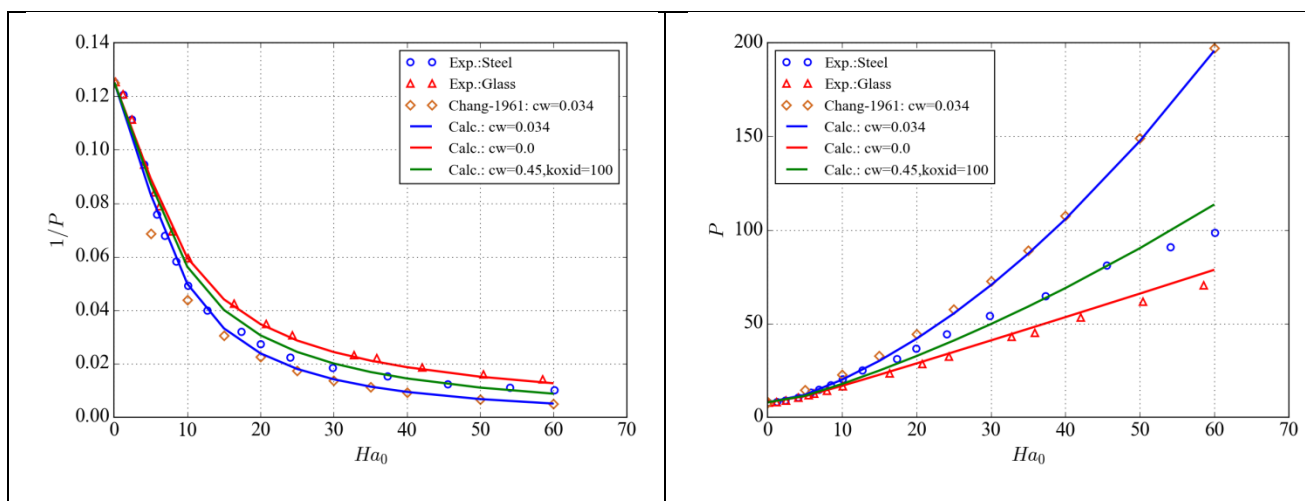 0.14
0.12
0.10
0.08
0.06
0.04
0.02
0.00
1/P
0 10 20 30 40 50 60 70
Ha0
Exp.:Steel
Exp.:Glass
Chang-1961: cw=0.034
Calc.: cw=0.034
Calc.: cw=0.0
Calc.: cw=0.45,koxid=100
200
150
100
50
0
P
0 10 20 30 40 50 60 70
Ha0
Exp.:Steel
Exp.:Glass
Chang-1961: cw=0.034
Calc.: cw=0.034
Calc.: cw=0.0
Calc.: cw=0.45,koxid=100